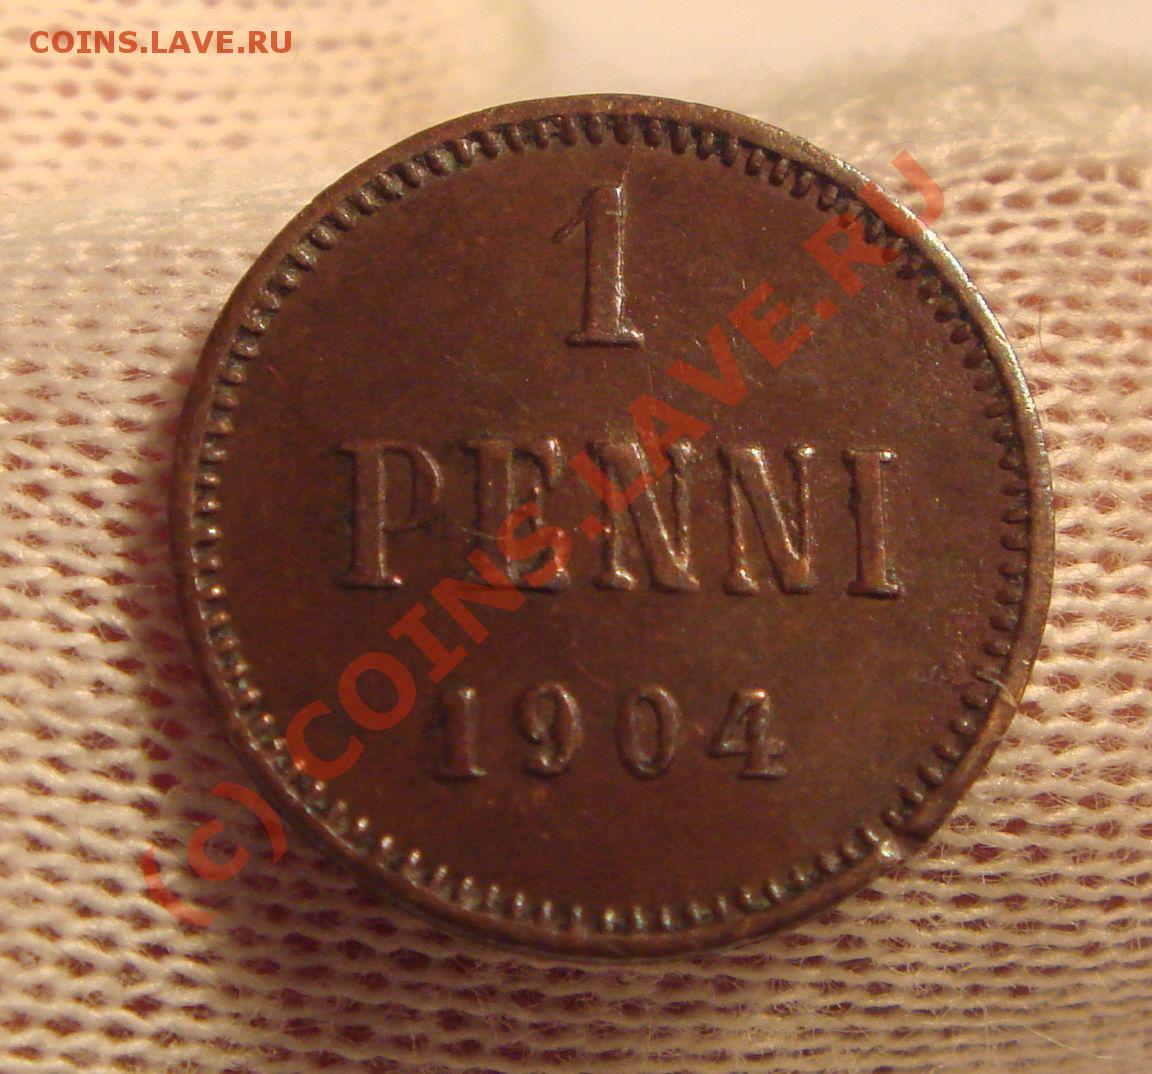 COINS.LAVE.RU
1
PENNI
1904
(c) COINS.LAVE.RU